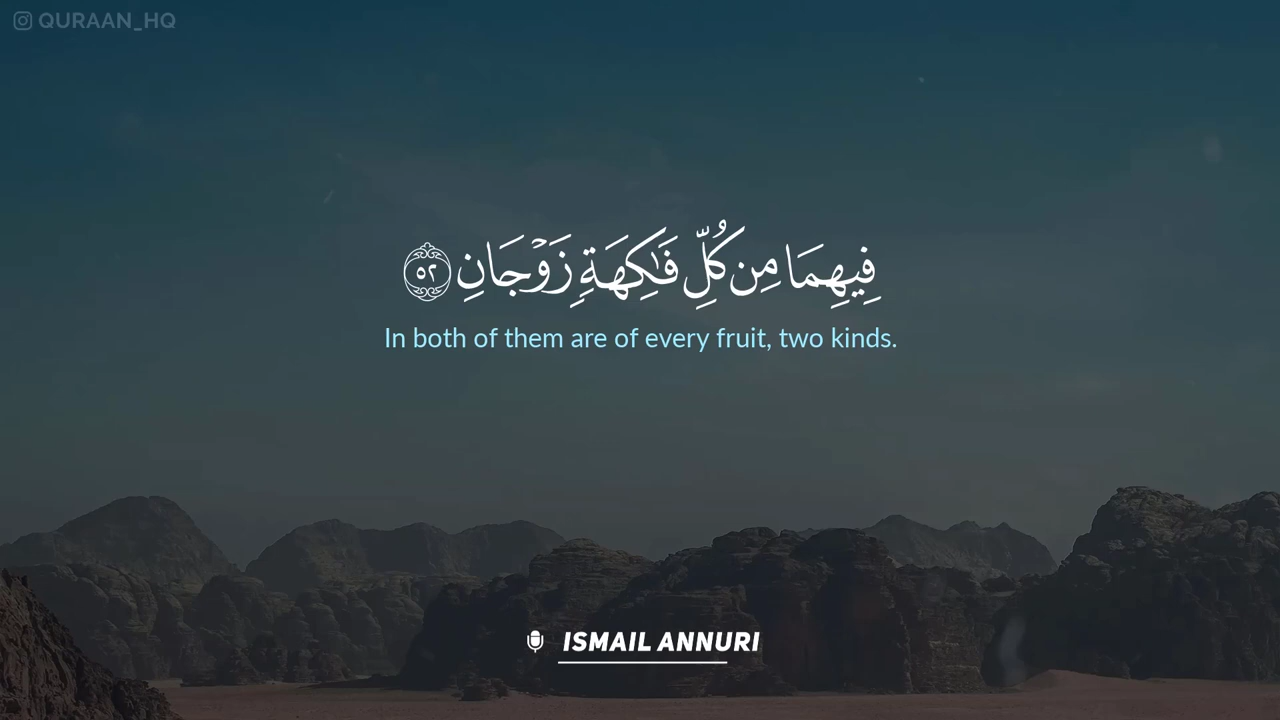 QURAAN_HQ
فِيهِمَا مِن كُلِّ فَـٰكِهَةٍ زَوْجَانِ ٥٢
In both of them are of every fruit, two kinds.
ISMAIL ANNURI